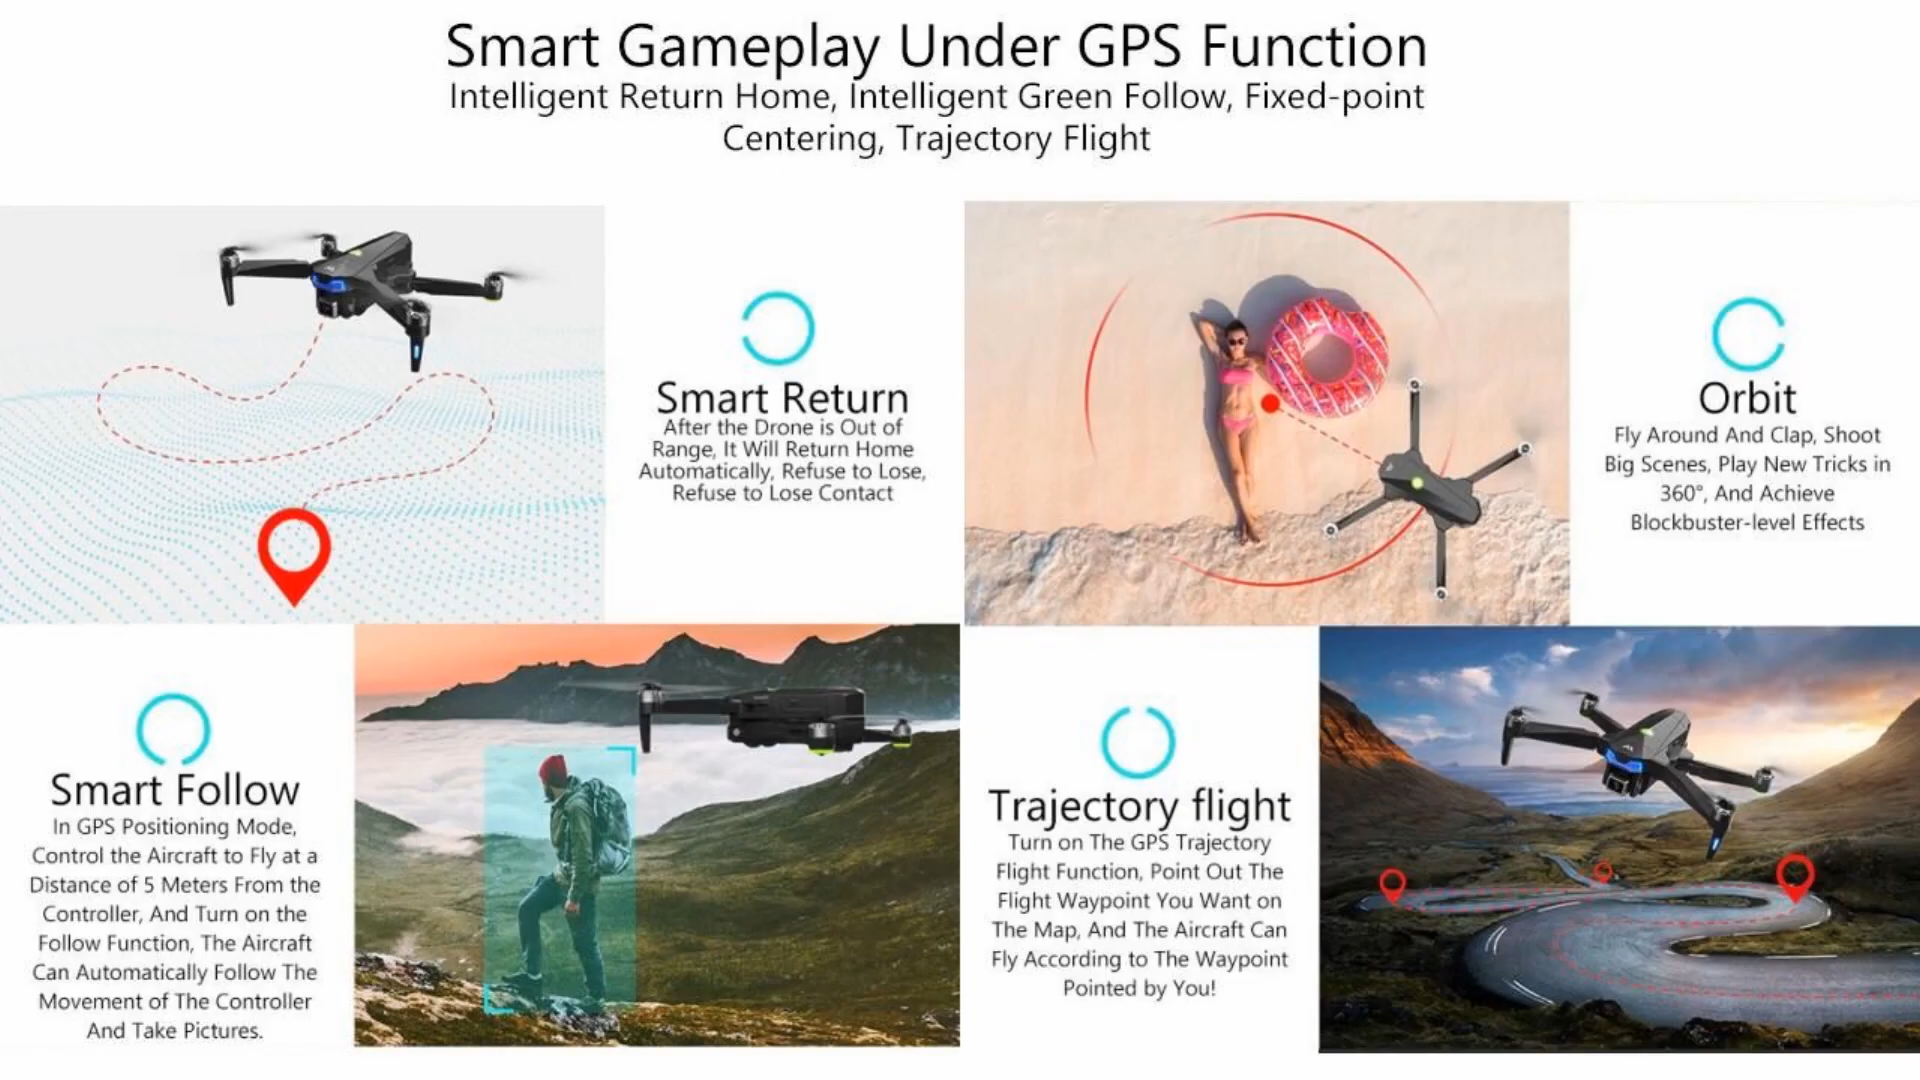 Smart Gameplay Under GPS Function
Intelligent Return Home, Intelligent Green Follow, Fixed-point
Centering, Trajectory Flight
Smart Return
After the Drone is Out of
Range, It Will Return Home
Automatically, Refuse to Lose,
Refuse to Lose Contact
Orbit
Fly Around And Clap, Shoot
Big Scenes, Play New Tricks in
360°, And Achieve
Blockbuster-level Effects
Smart Follow
In GPS Positioning Mode,
Control the Aircraft to Fly at a
Distance of 5 Meters From the
Controller, And Turn on the
Follow Function, The Aircraft
Can Automatically Follow The
Movement of The Controller
And Take Pictures.
Trajectory flight
Turn on The GPS Trajectory
Flight Function, Point Out The
Flight Waypoint You Want on
The Map, And The Aircraft Can
Fly According to The Waypoint
Pointed by You!